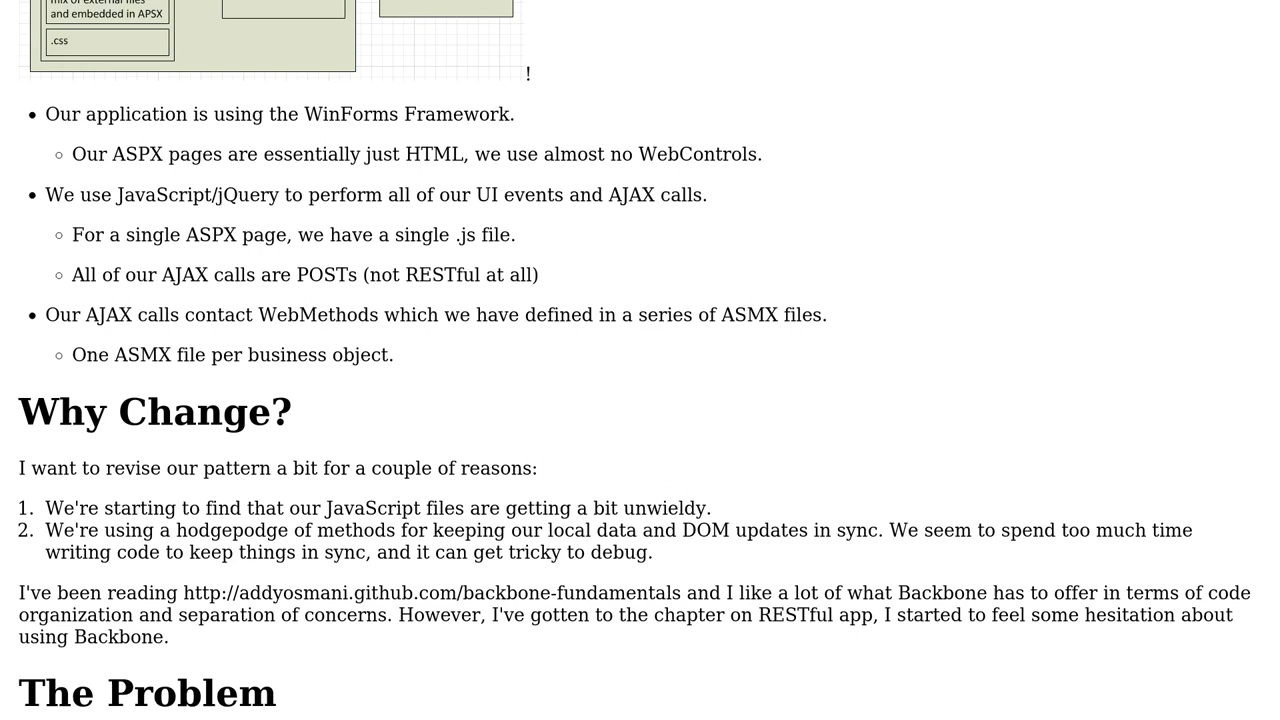 mix of external files
and embedded in APSX
.css
!
Our application is using the WinForms Framework.
Our ASPX pages are essentially just HTML, we use almost no WebControls.
We use JavaScript/jQuery to perform all of our UI events and AJAX calls.
For a single ASPX page, we have a single .js file.
All of our AJAX calls are POSTs (not RESTful at all)
Our AJAX calls contact WebMethods which we have defined in a series of ASMX files.
One ASMX file per business object.
Why Change?
I want to revise our pattern a bit for a couple of reasons:
1. We're starting to find that our JavaScript files are getting a bit unwieldy.
2. We're using a hodgepodge of methods for keeping our local data and DOM updates in sync. We seem to spend too much time
writing code to keep things in sync, and it can get tricky to debug.
I've been reading http://addyosmani.github.com/backbone-fundamentals and I like a lot of what Backbone has to offer in terms of code
organization and separation of concerns. However, I've gotten to the chapter on RESTful app, I started to feel some hesitation about
using Backbone.
The Problem